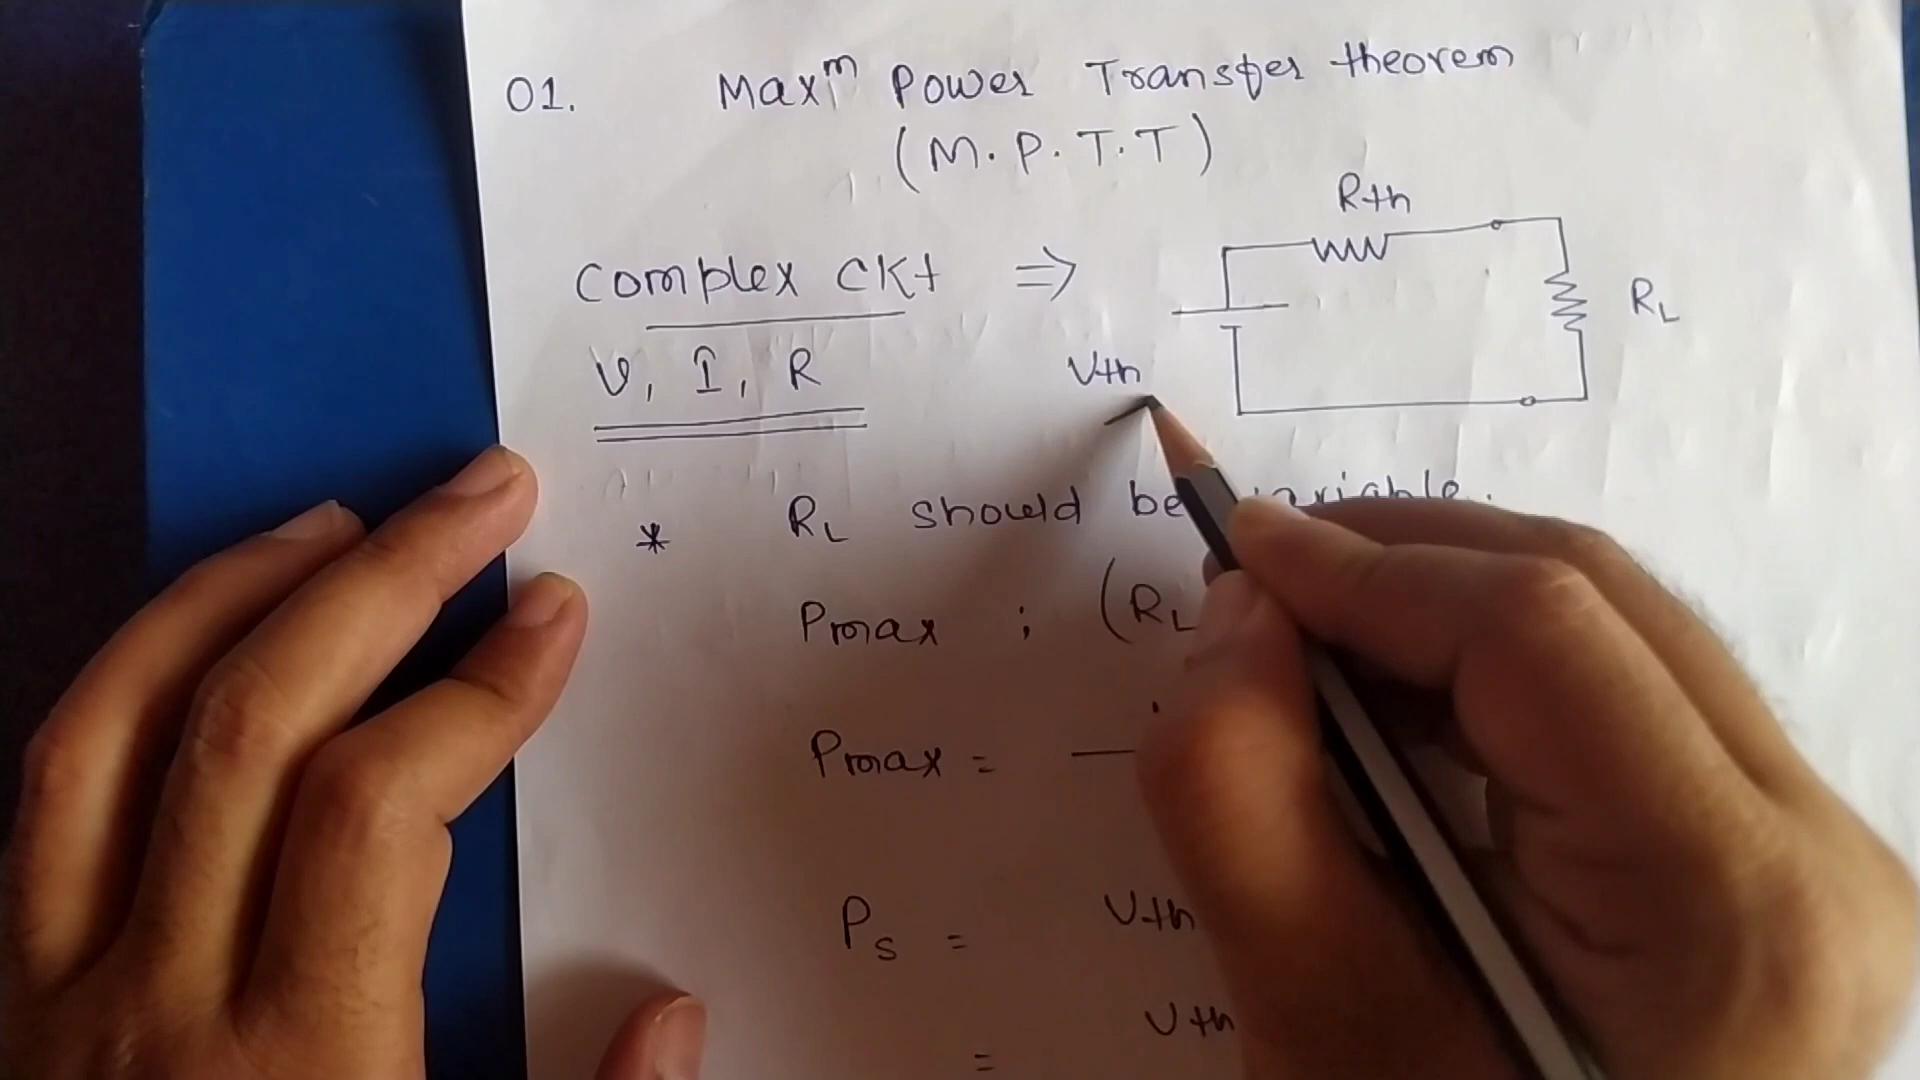 01. Maxᵐ Power Transfer theorem
(M.P.T.T)
Rth
Complex CKt ⇒
RL
V, I, R
Vth
* RL should be variable.
Pmax ; (RL
Pmax =
Ps = Vth
= Vth